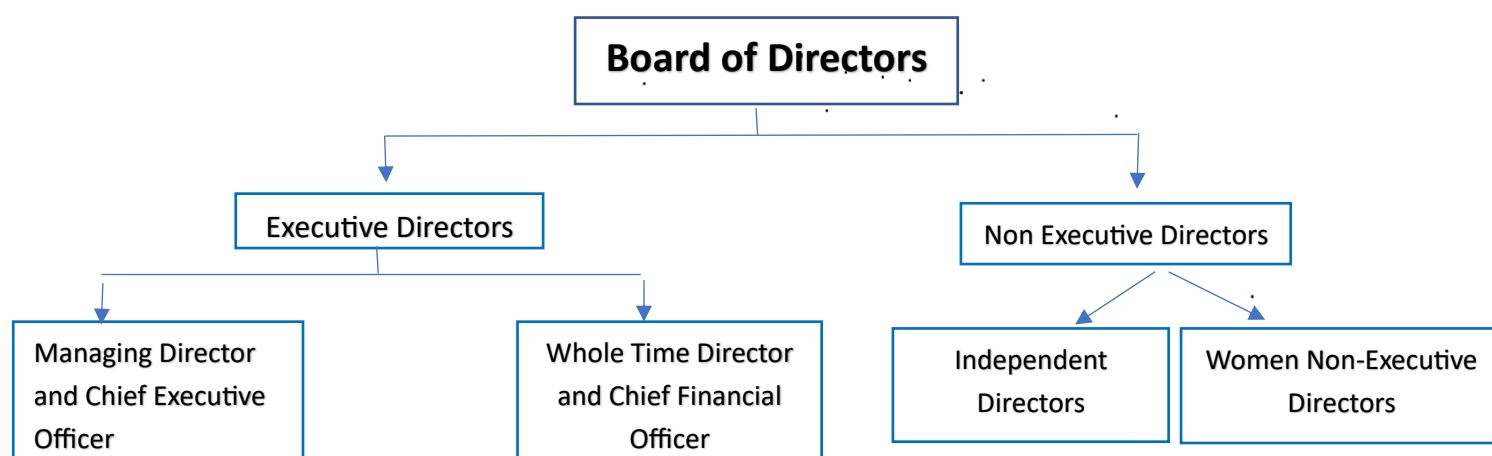 Board of Directors
Executive Directors
Non Executive Directors
Managing Director
and Chief Executive
Officer
Whole Time Director
and Chief Financial
Officer
Independent
Directors
Women Non-Executive
Directors